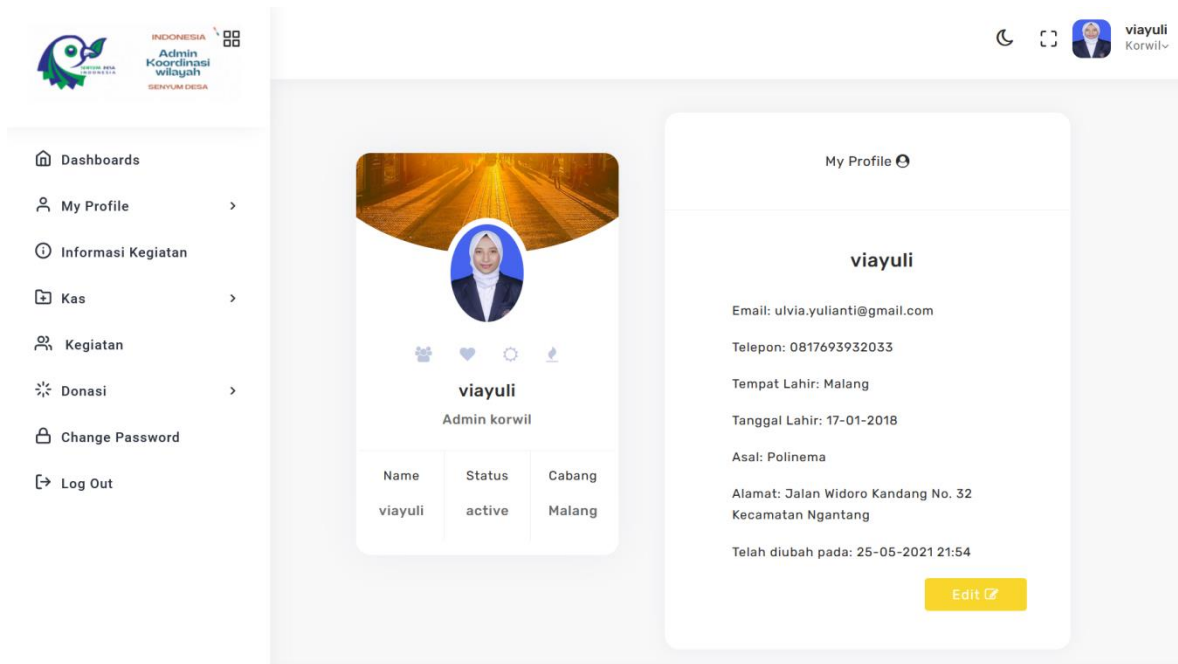 INDONESIA
Admin
Koordinasi
wilayah
SENYUM DESA
SENYUM DESA
INDONESIA
viayuli
Korwil
Dashboards
My Profile
Informasi Kegiatan
Kas
Kegiatan
Donasi
Change Password
Log Out
viayuli
Admin korwil
Name Status Cabang
viayuli active Malang
My Profile
viayuli
Email: ulvia.yulianti@gmail.com
Telepon: 0817693932033
Tempat Lahir: Malang
Tanggal Lahir: 17-01-2018
Asal: Polinema
Alamat: Jalan Widoro Kandang No. 32
Kecamatan Ngantang
Telah diubah pada: 25-05-2021 21:54
Edit